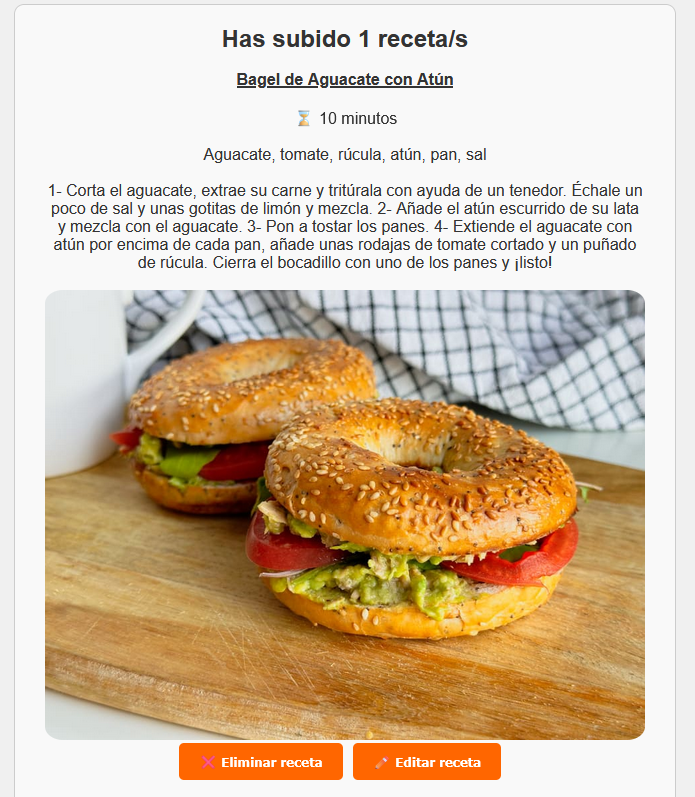 Has subido 1 receta/s
Bagel de Aguacate con Atún
⏳ 10 minutos
Aguacate, tomate, rúcula, atún, pan, sal
1- Corta el aguacate, extrae su carne y tritúrala con ayuda de un tenedor. Échale un
poco de sal y unas gotitas de limón y mezcla. 2- Añade el atún escurrido de su lata
y mezcla con el aguacate. 3- Pon a tostar los panes. 4- Extiende el aguacate con
atún por encima de cada pan, añade unas rodajas de tomate cortado y un puñado
de rúcula. Cierra el bocadillo con uno de los panes y ¡listo!
❌ Eliminar receta
✏️ Editar receta